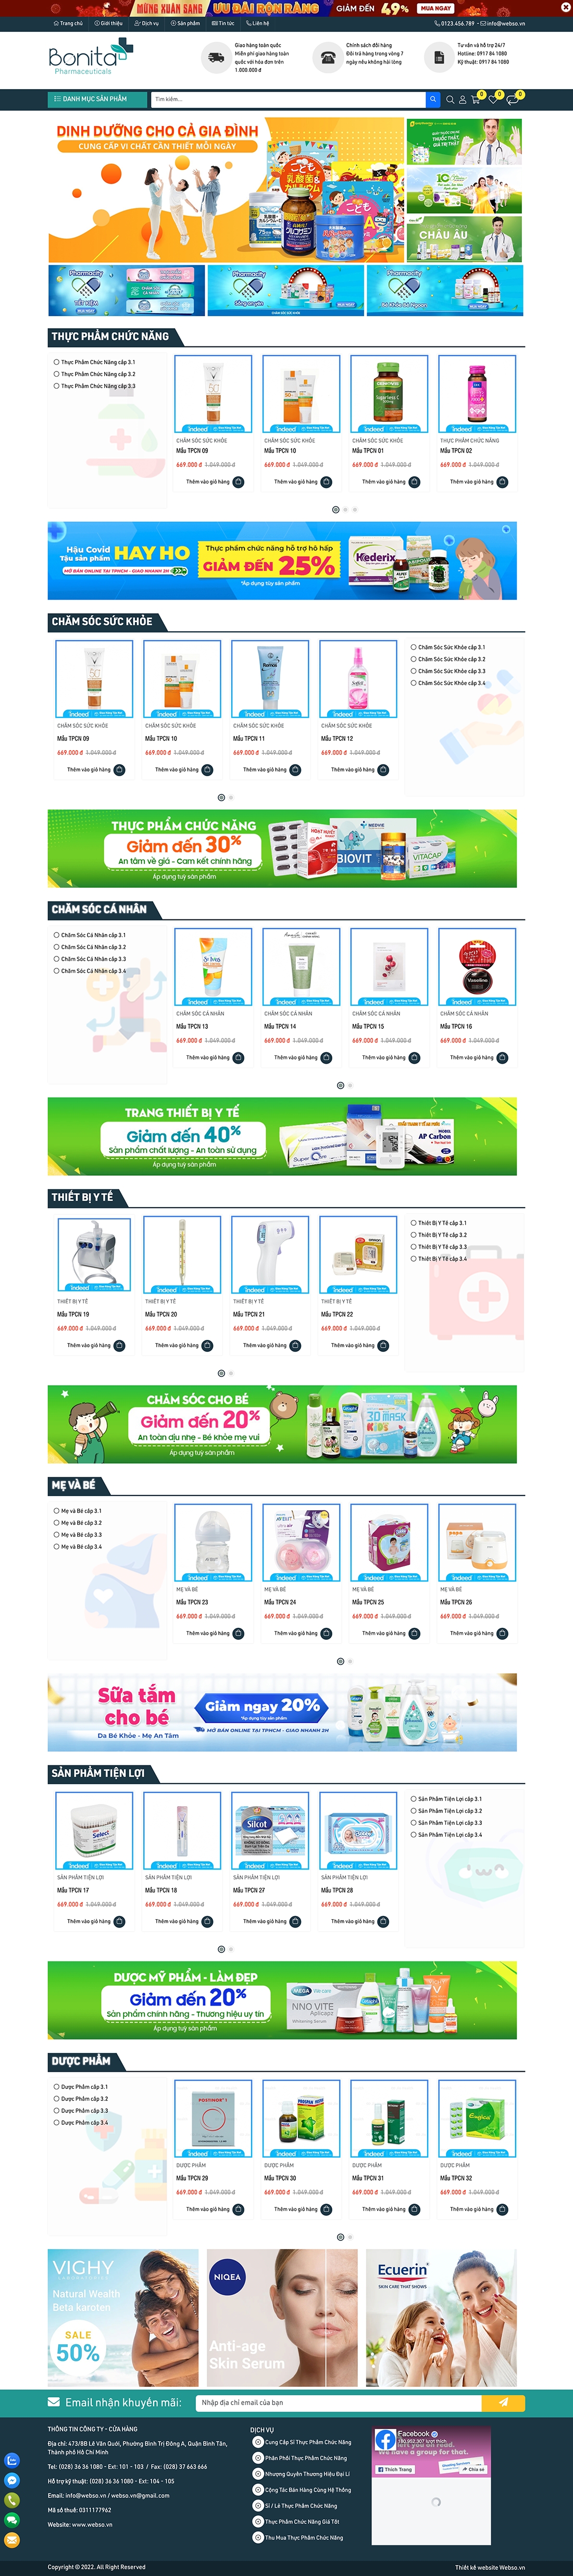 MỪNG XUÂN SANG ƯU ĐÃI RỘN RÀNG GIẢM ĐẾN 49% MUA NGAY
Trang chủ Giới thiệu Dịch vụ Sản phẩm Tin tức Liên hệ 0123.456.789 - info@webso.vn
Bonita
Pharmaceuticals
Giao hàng toàn quốc
Miễn phí giao hàng toàn
quốc với hóa đơn trên
1.000.000 đ
Chính sách đổi hàng
Đổi trả hàng trong vòng 7
ngày nếu không hài lòng
Tư vấn và hỗ trợ 24/7
Hotline: 0917 84 1080
Kỹ thuật: 0917 84 1080
DANH MỤC SẢN PHẨM
Tìm kiếm...
0 0 0
DINH DƯỠNG CHO CẢ GIA ĐÌNH
CUNG CẤP VI CHẤT CẦN THIẾT MỖI NGÀY
CHÂU ÂU
Pharmacity
TIẾT KIỆM
Pharmacity
Pharmacity
THỰC PHẨM CHỨC NĂNG
Thực Phẩm Chức Năng cấp 3.1
Thực Phẩm Chức Năng cấp 3.2
Thực Phẩm Chức Năng cấp 3.3
CHĂM SÓC SỨC KHỎE CHĂM SÓC SỨC KHỎE CHĂM SÓC SỨC KHỎE THỰC PHẨM CHỨC NĂNG
Mẫu TPCN 09 Mẫu TPCN 10 Mẫu TPCN 01 Mẫu TPCN 02
669.000 đ 1.049.000 đ 669.000 đ 1.049.000 đ 669.000 đ 1.049.000 đ 669.000 đ 1.049.000 đ
Thêm vào giỏ hàng Thêm vào giỏ hàng Thêm vào giỏ hàng Thêm vào giỏ hàng
Hậu Covid
Tậu sản phẩm
HAY HO
MỞ BÁN ONLINE TẠI TPHCM - GIAO NHANH 2H
Thực phẩm chức năng hỗ trợ hô hấp
GIẢM ĐẾN 25%
*Áp dụng tùy sản phẩm
Hederix
CHĂM SÓC SỨC KHỎE
CHĂM SÓC SỨC KHỎE CHĂM SÓC SỨC KHỎE CHĂM SÓC SỨC KHỎE CHĂM SÓC SỨC KHỎE
Mẫu TPCN 09 Mẫu TPCN 10 Mẫu TPCN 11 Mẫu TPCN 12
669.000 đ 1.049.000 đ 669.000 đ 1.049.000 đ 669.000 đ 1.049.000 đ 669.000 đ 1.049.000 đ
Thêm vào giỏ hàng Thêm vào giỏ hàng Thêm vào giỏ hàng Thêm vào giỏ hàng
Chăm Sóc Sức Khỏe cấp 3.1
Chăm Sóc Sức Khỏe cấp 3.2
Chăm Sóc Sức Khỏe cấp 3.3
Chăm Sóc Sức Khỏe cấp 3.4
THỰC PHẨM CHỨC NĂNG
Giảm đến 30%
An tâm về giá - Cam kết chính hãng
Áp dụng tuỳ sản phẩm
BIOVIT
VITACAP
CHĂM SÓC CÁ NHÂN
Chăm Sóc Cá Nhân cấp 3.1
Chăm Sóc Cá Nhân cấp 3.2
Chăm Sóc Cá Nhân cấp 3.3
Chăm Sóc Cá Nhân cấp 3.4
CHĂM SÓC CÁ NHÂN CHĂM SÓC CÁ NHÂN CHĂM SÓC CÁ NHÂN CHĂM SÓC CÁ NHÂN
Mẫu TPCN 13 Mẫu TPCN 14 Mẫu TPCN 15 Mẫu TPCN 16
669.000 đ 1.049.000 đ 669.000 đ 1.049.000 đ 669.000 đ 1.049.000 đ 669.000 đ 1.049.000 đ
Thêm vào giỏ hàng Thêm vào giỏ hàng Thêm vào giỏ hàng Thêm vào giỏ hàng
TRANG THIẾT BỊ Y TẾ
Giảm đến 40%
Sản phẩm chất lượng - An toàn sử dụng
Áp dụng tuỳ sản phẩm
AP Carbon
THIẾT BỊ Y TẾ
THIẾT BỊ Y TẾ THIẾT BỊ Y TẾ THIẾT BỊ Y TẾ THIẾT BỊ Y TẾ
Mẫu TPCN 19 Mẫu TPCN 20 Mẫu TPCN 21 Mẫu TPCN 22
669.000 đ 1.049.000 đ 669.000 đ 1.049.000 đ 669.000 đ 1.049.000 đ 669.000 đ 1.049.000 đ
Thêm vào giỏ hàng Thêm vào giỏ hàng Thêm vào giỏ hàng Thêm vào giỏ hàng
Thiết Bị Y Tế cấp 3.1
Thiết Bị Y Tế cấp 3.2
Thiết Bị Y Tế cấp 3.3
Thiết Bị Y Tế cấp 3.4
CHĂM SÓC CHO BÉ
Giảm đến 20%
An toàn dịu nhẹ - Bé khỏe mẹ vui
Áp dụng tuỳ sản phẩm
3D MASK
KIDS
MẸ VÀ BÉ
Mẹ và Bé cấp 3.1
Mẹ và Bé cấp 3.2
Mẹ và Bé cấp 3.3
Mẹ và Bé cấp 3.4
MẸ VÀ BÉ MẸ VÀ BÉ MẸ VÀ BÉ MẸ VÀ BÉ
Mẫu TPCN 23 Mẫu TPCN 24 Mẫu TPCN 25 Mẫu TPCN 26
669.000 đ 1.049.000 đ 669.000 đ 1.049.000 đ 669.000 đ 1.049.000 đ 669.000 đ 1.049.000 đ
Thêm vào giỏ hàng Thêm vào giỏ hàng Thêm vào giỏ hàng Thêm vào giỏ hàng
Sữa tắm
cho bé
Da Bé Khỏe - Mẹ An Tâm
Giảm ngay 20%
MỞ BÁN ONLINE TẠI TPHCM - GIAO NHANH 2H
SẢN PHẨM TIỆN LỢI
SẢN PHẨM TIỆN LỢI SẢN PHẨM TIỆN LỢI SẢN PHẨM TIỆN LỢI SẢN PHẨM TIỆN LỢI
Mẫu TPCN 17 Mẫu TPCN 18 Mẫu TPCN 27 Mẫu TPCN 28
669.000 đ 1.049.000 đ 669.000 đ 1.049.000 đ 669.000 đ 1.049.000 đ 669.000 đ 1.049.000 đ
Thêm vào giỏ hàng Thêm vào giỏ hàng Thêm vào giỏ hàng Thêm vào giỏ hàng
Sản Phẩm Tiện Lợi cấp 3.1
Sản Phẩm Tiện Lợi cấp 3.2
Sản Phẩm Tiện Lợi cấp 3.3
Sản Phẩm Tiện Lợi cấp 3.4
DƯỢC MỸ PHẨM - LÀM ĐẸP
Giảm đến 20%
Sản phẩm chính hãng - Thương hiệu uy tín
Áp dụng tuỳ sản phẩm
NNO VITE
DƯỢC PHẨM
Dược Phẩm cấp 3.1
Dược Phẩm cấp 3.2
Dược Phẩm cấp 3.3
Dược Phẩm cấp 3.4
DƯỢC PHẨM DƯỢC PHẨM DƯỢC PHẨM DƯỢC PHẨM
Mẫu TPCN 29 Mẫu TPCN 30 Mẫu TPCN 31 Mẫu TPCN 32
669.000 đ 1.049.000 đ 669.000 đ 1.049.000 đ 669.000 đ 1.049.000 đ 669.000 đ 1.049.000 đ
Thêm vào giỏ hàng Thêm vào giỏ hàng Thêm vào giỏ hàng Thêm vào giỏ hàng
VIGHY
LABORATORIES
Natural Wealth
Beta karoten
SALE
50%
NIQEA
Anti-age
Skin Serum
Ecuerin
SKIN CARE THAT SHOWS
Email nhận khuyến mãi:
Nhập địa chỉ email của bạn
THÔNG TIN CÔNG TY - CỬA HÀNG
Địa chỉ: 473/8B Lê Văn Quới, Phường Bình Trị Đông A, Quận Bình Tân,
Thành phố Hồ Chí Minh
Tel: (028) 36 36 1080 - Ext: 101 - 103 / Fax: (028) 37 663 666
Hỗ trợ kỹ thuật: (028) 36 36 1080 - Ext: 104 - 105
Email: info@webso.vn / webso.vn@gmail.com
Mã số thuế: 0311177962
Website: www.webso.vn
DỊCH VỤ
Cung Cấp Sỉ Thực Phẩm Chức Năng
Phân Phối Thực Phẩm Chức Năng
Nhượng Quyền Thương Hiệu Đại Lí
Cộng Tác Bán Hàng Cùng Hệ Thống
Sỉ / Lẻ Thực Phẩm Chức Năng
Thực Phẩm Chức Năng Giá Tốt
Thu Mua Thực Phẩm Chức Năng
Facebook
We have a group for that.
Thích Trang
Chia sẻ
Copyright © 2022. All Right Reserved
Thiết kế website Webso.vn